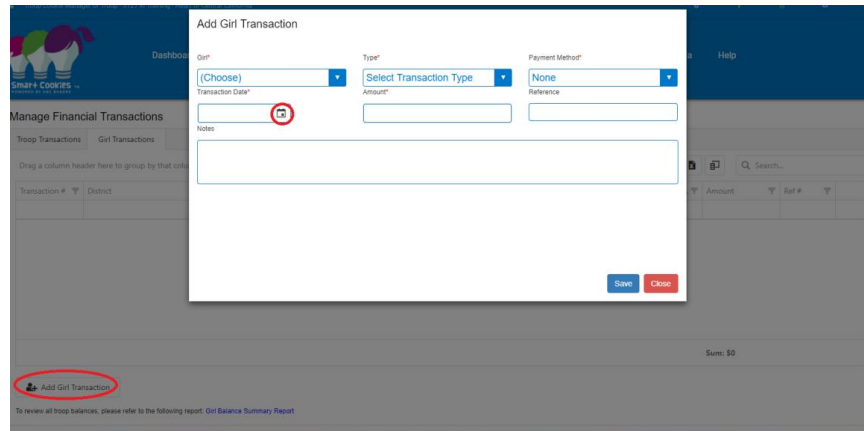 Add Girl Transaction
Dashboa
a Help
Smart Cookies
Girl* Type* Payment Method*
(Choose) Select Transaction Type None
Transaction Date* Amount* Reference
Notes
Manage Financial Transactions
Troop Transactions Girl Transactions
Drag a column header here to group by that colu
Search...
Transaction # District Amount Ref #
Save Close
Sum: $0
Add Girl Transaction
To review all troop balances, please refer to the following report: Girl Balance Summary Report